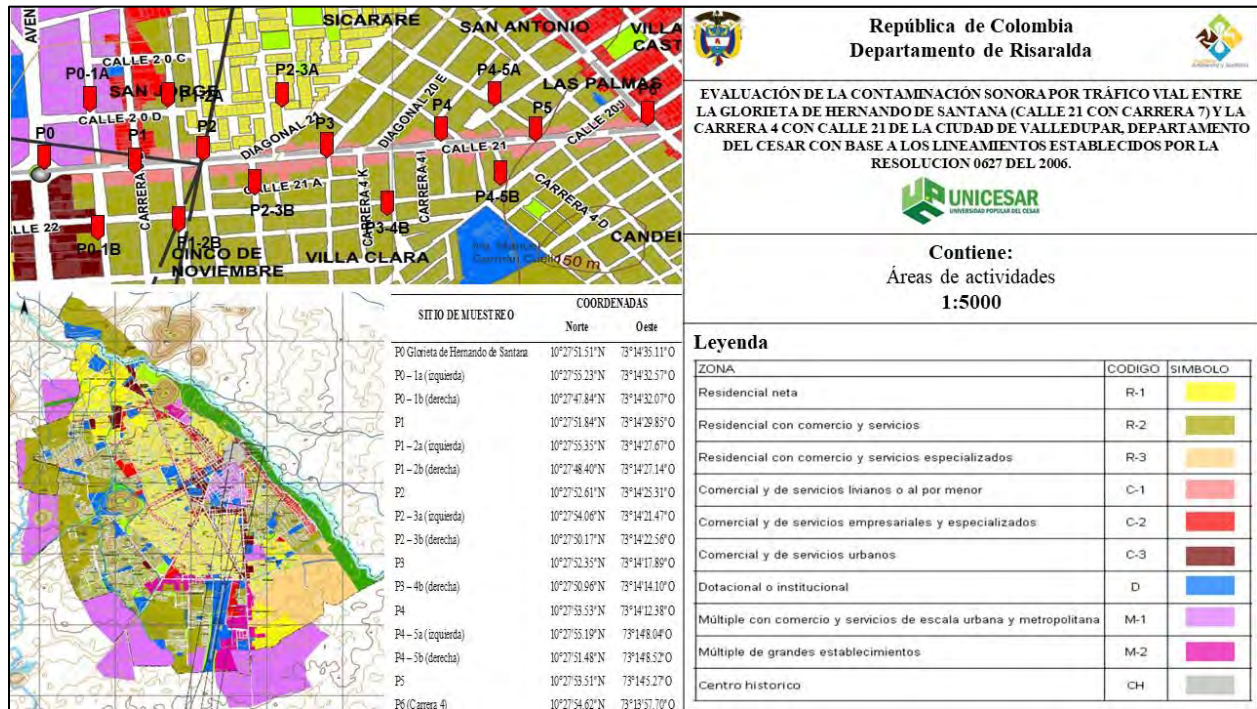 SICARARE
SAN ANTONIO
VILLA
CAST
AVEN
CALLE 20 C
P0-1A
SAN JORGE
P1-2A
P2-3A
DIAGONAL 20 E
P4-5A
LAS PALMAS
P6
CALLE 20 D
P0
P1
P2
DIAGONAL 21
P3
P4
P5
CALLE 20J
CALLE 21
CALLE 21 A
CARRERA
P2-3B
CARRERA 4 K
CARRERA 4 I
P4-5B
CARRERA 4 D
LLE 22
P0-1B
P1-2B
P3-4B
CINCO DE
NOVIEMBRE
VILLA CLARA
CANDEL
150 m
República de Colombia
Departamento de Risaralda
EVALUACIÓN DE LA CONTAMINACIÓN SONORA POR TRÁFICO VIAL ENTRE
LA GLORIETA DE HERNANDO DE SANTANA (CALLE 21 CON CARRERA 7) Y LA
CARRERA 4 CON CALLE 21 DE LA CIUDAD DE VALLEDUPAR, DEPARTAMENTO
DEL CESAR CON BASE A LOS LINEAMIENTOS ESTABLECIDOS POR LA
RESOLUCION 0627 DEL 2006.
UNICESAR
UNIVERSIDAD POPULAR DEL CESAR
Contiene:
Áreas de actividades
1:5000
SITIO DE MUESTREO COORDENADAS
Norte Oeste
P0 Glorieta de Hernando de Santana 10°27'51.51"N 73°14'35.11"O
P0 – 1a (izquierda) 10°27'55.23"N 73°14'32.57"O
P0 – 1b (derecha) 10°27'47.84"N 73°14'32.07"O
P1 10°27'51.84"N 73°14'29.85"O
P1 – 2a (izquierda) 10°27'55.35"N 73°14'27.67"O
P1 – 2b (derecha) 10°27'48.40"N 73°14'27.14"O
P2 10°27'52.61"N 73°14'25.31"O
P2 – 3a (izquierda) 10°27'54.06"N 73°14'21.47"O
P2 – 3b (derecha) 10°27'50.17"N 73°14'22.56"O
P3 10°27'52.35"N 73°14'17.89"O
P3 – 4b (derecha) 10°27'50.96"N 73°14'14.10"O
P4 10°27'53.53"N 73°14'12.38"O
P4 – 5a (izquierda) 10°27'55.19"N 73°14'8.04"O
P4 – 5b (derecha) 10°27'51.48"N 73°14'8.52"O
P5 10°27'53.51"N 73°14'5.27"O
P6 (Carrera 4) 10°27'54.62"N 73°13'57.70"O
Leyenda
ZONA CODIGO SIMBOLO
Residencial neta R-1
Residencial con comercio y servicios R-2
Residencial con comercio y servicios especializados R-3
Comercial y de servicios livianos o al por menor C-1
Comercial y de servicios empresariales y especializados C-2
Comercial y de servicios urbanos C-3
Dotacional o institucional D
Múltiple con comercio y servicios de escala urbana y metropolitana M-1
Múltiple de grandes establecimientos M-2
Centro historico CH